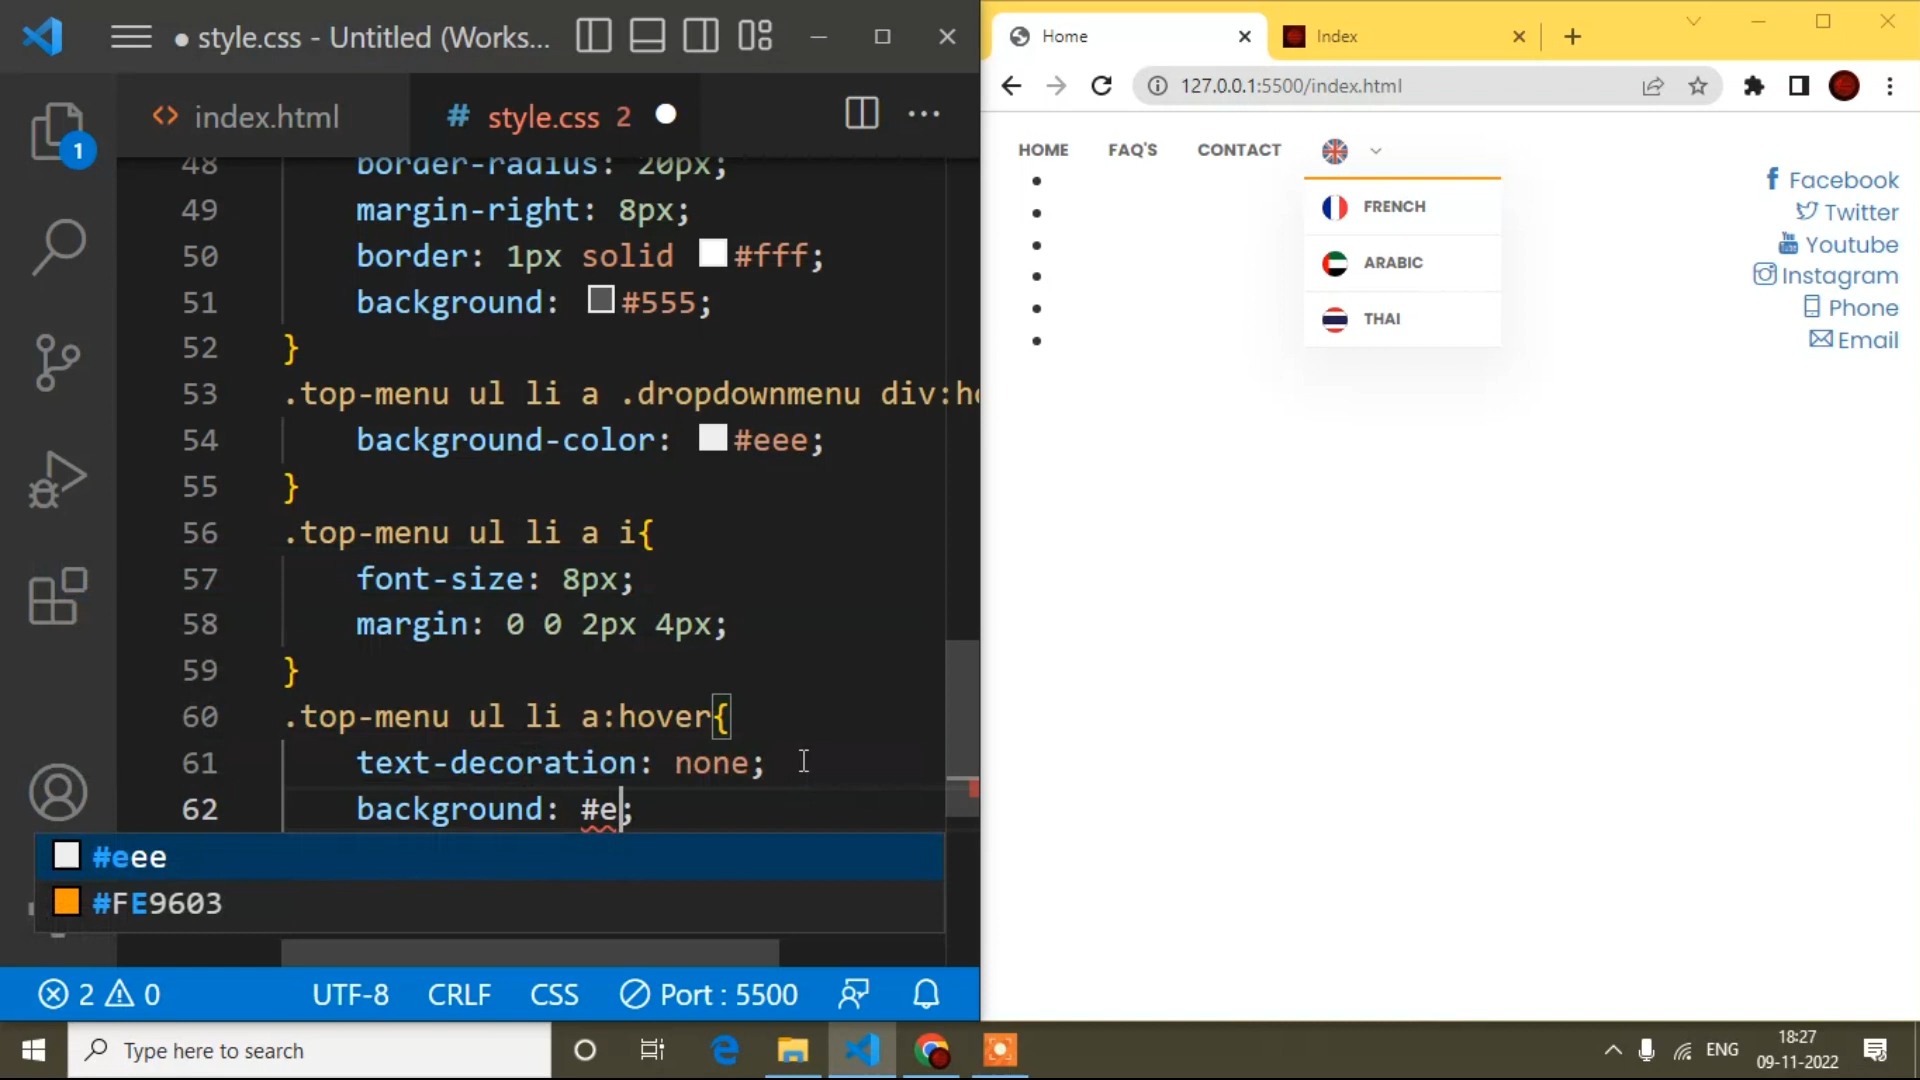 style.css - Untitled (Works...
Home
Index
127.0.0.1:5500/index.html
index.html
# style.css 2
1
48 border-radius: 20px;
49 margin-right: 8px;
50 border: 1px solid #fff;
51 background: #555;
52 }
53 .top-menu ul li a .dropdownmenu div:h
54 background-color: #eee;
55 }
56 .top-menu ul li a i{
57 font-size: 8px;
58 margin: 0 0 2px 4px;
59 }
60 .top-menu ul li a:hover{
61 text-decoration: none;
62 background: #e;
#eee
#FE9603
2 0 UTF-8 CRLF CSS Port : 5500
HOME FAQ'S CONTACT
FRENCH
ARABIC
THAI
Facebook
Twitter
Youtube
Instagram
Phone
Email
Type here to search
ENG
18:27
09-11-2022